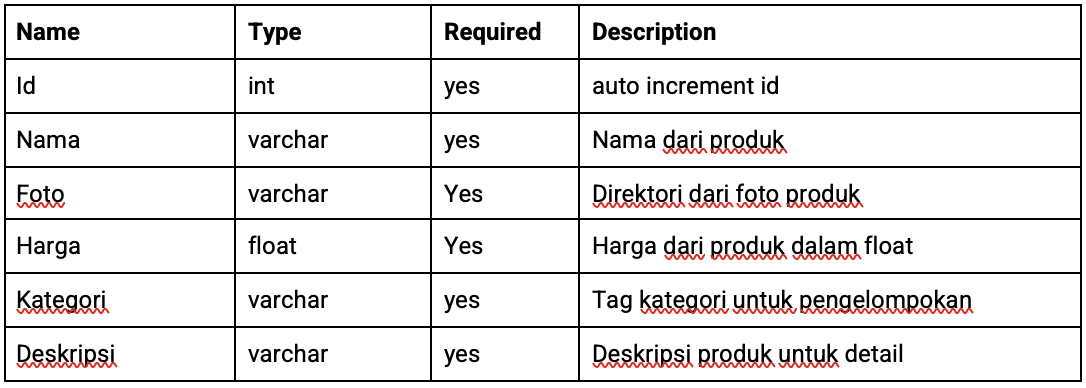 Name Type Required Description
Id int yes auto increment id
Nama varchar yes Nama dari produk
Foto varchar Yes Direktori dari foto produk
Harga float Yes Harga dari produk dalam float
Kategori varchar yes Tag kategori untuk pengelompokan
Deskripsi varchar yes Deskripsi produk untuk detail